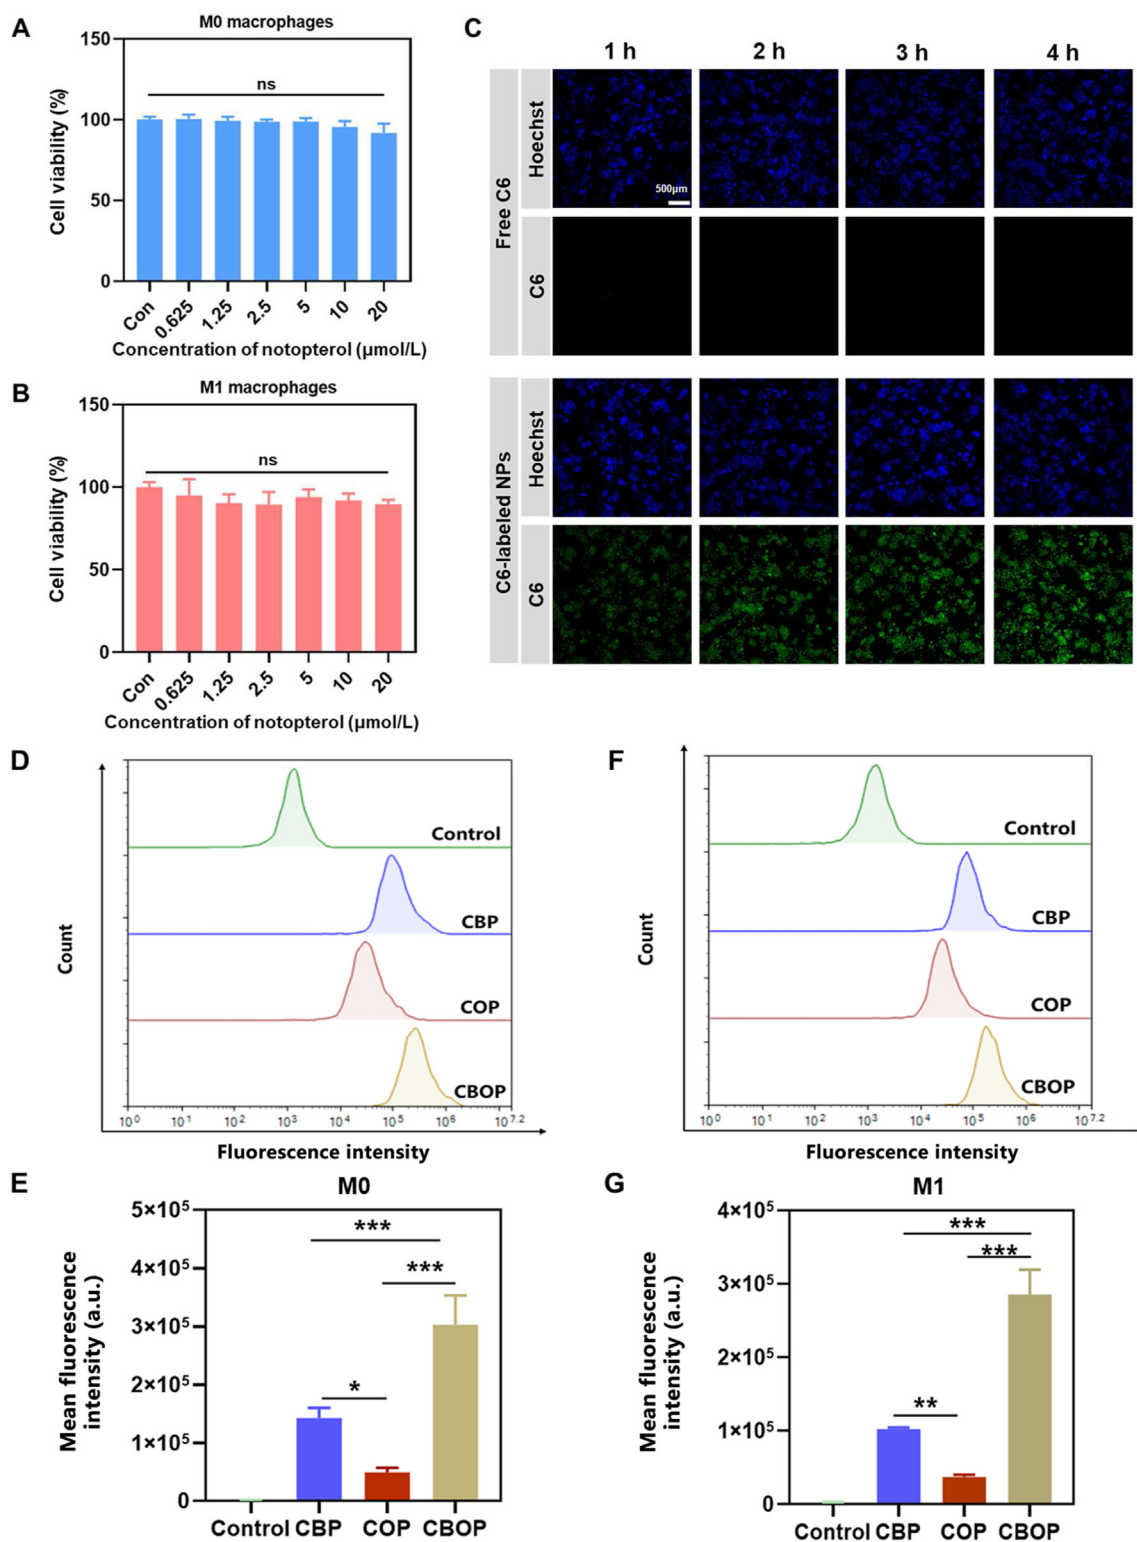 A
M0 macrophages
150
100
50
0
ns
Cell viability (%)
Con
0.625
1.25
2.5
5
10
20
Concentration of notopterol (μmol/L)
B
M1 macrophages
150
100
50
0
ns
Cell viability (%)
Con
0.625
1.25
2.5
5
10
20
Concentration of notopterol (μmol/L)
C
1 h
2 h
3 h
4 h
Free C6
Hoechst
500μm
C6
C6-labeled NPs
Hoechst
C6
D
Count
Control
CBP
COP
CBOP
10⁰
10¹
10²
10³
10⁴
10⁵
10⁶
10⁷·²
Fluorescence intensity
F
Count
Control
CBP
COP
CBOP
10⁰
10¹
10²
10³
10⁴
10⁵
10⁶
10⁷·²
Fluorescence intensity
E
M0
Mean fluorescence
intensity (a.u.)
5×10⁵
4×10⁵
3×10⁵
2×10⁵
1×10⁵
0
***
***
*
Control CBP COP CBOP
G
M1
Mean fluorescence
intensity (a.u.)
4×10⁵
3×10⁵
2×10⁵
1×10⁵
0
***
***
**
Control CBP COP CBOP